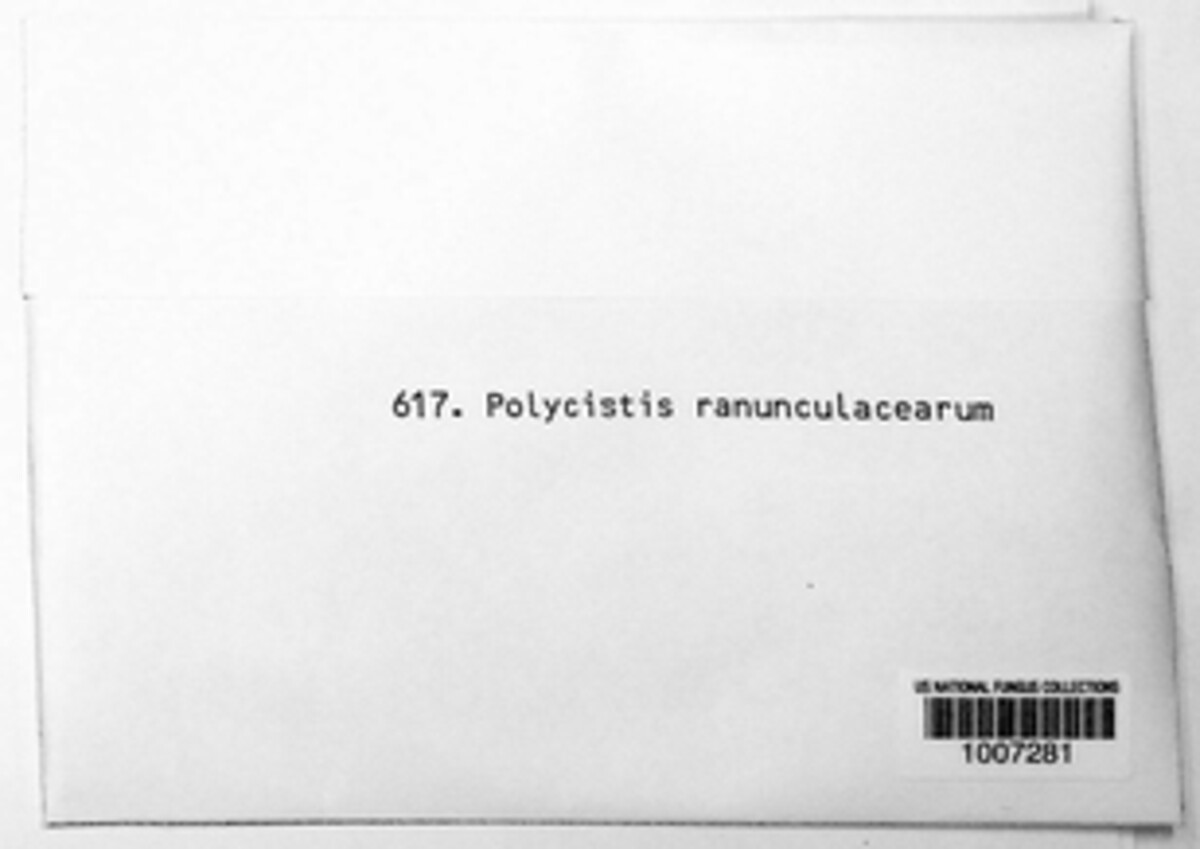 617. Polycistis ranunculacearum
US NATIONAL FUNGUS COLLECTIONS
1007281